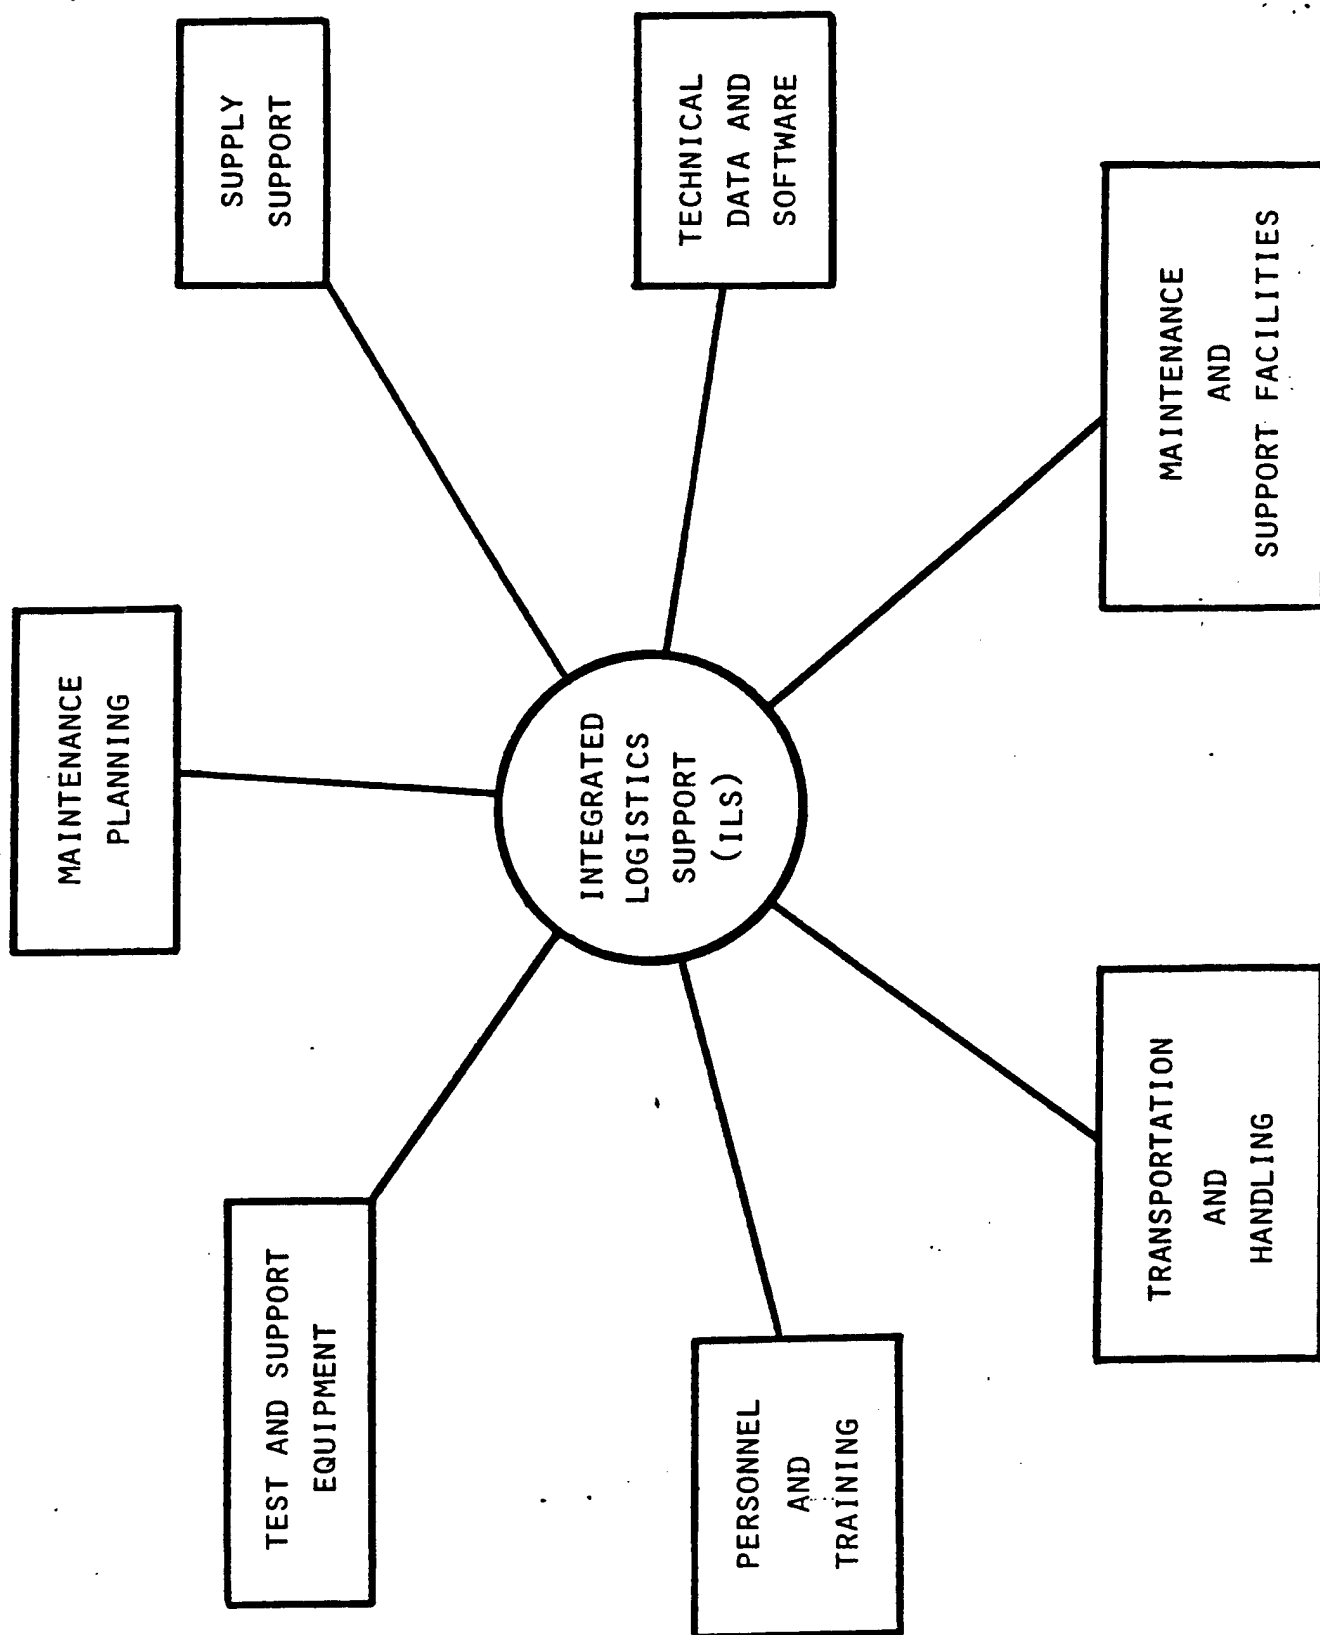 MAINTENANCE
PLANNING
TEST AND SUPPORT
EQUIPMENT
SUPPLY
SUPPORT
INTEGRATED
LOGISTICS
SUPPORT
(ILS)
PERSONNEL
AND
TRAINING
TECHNICAL
DATA AND
SOFTWARE
TRANSPORTATION
AND
HANDLING
MAINTENANCE
AND
SUPPORT FACILITIES